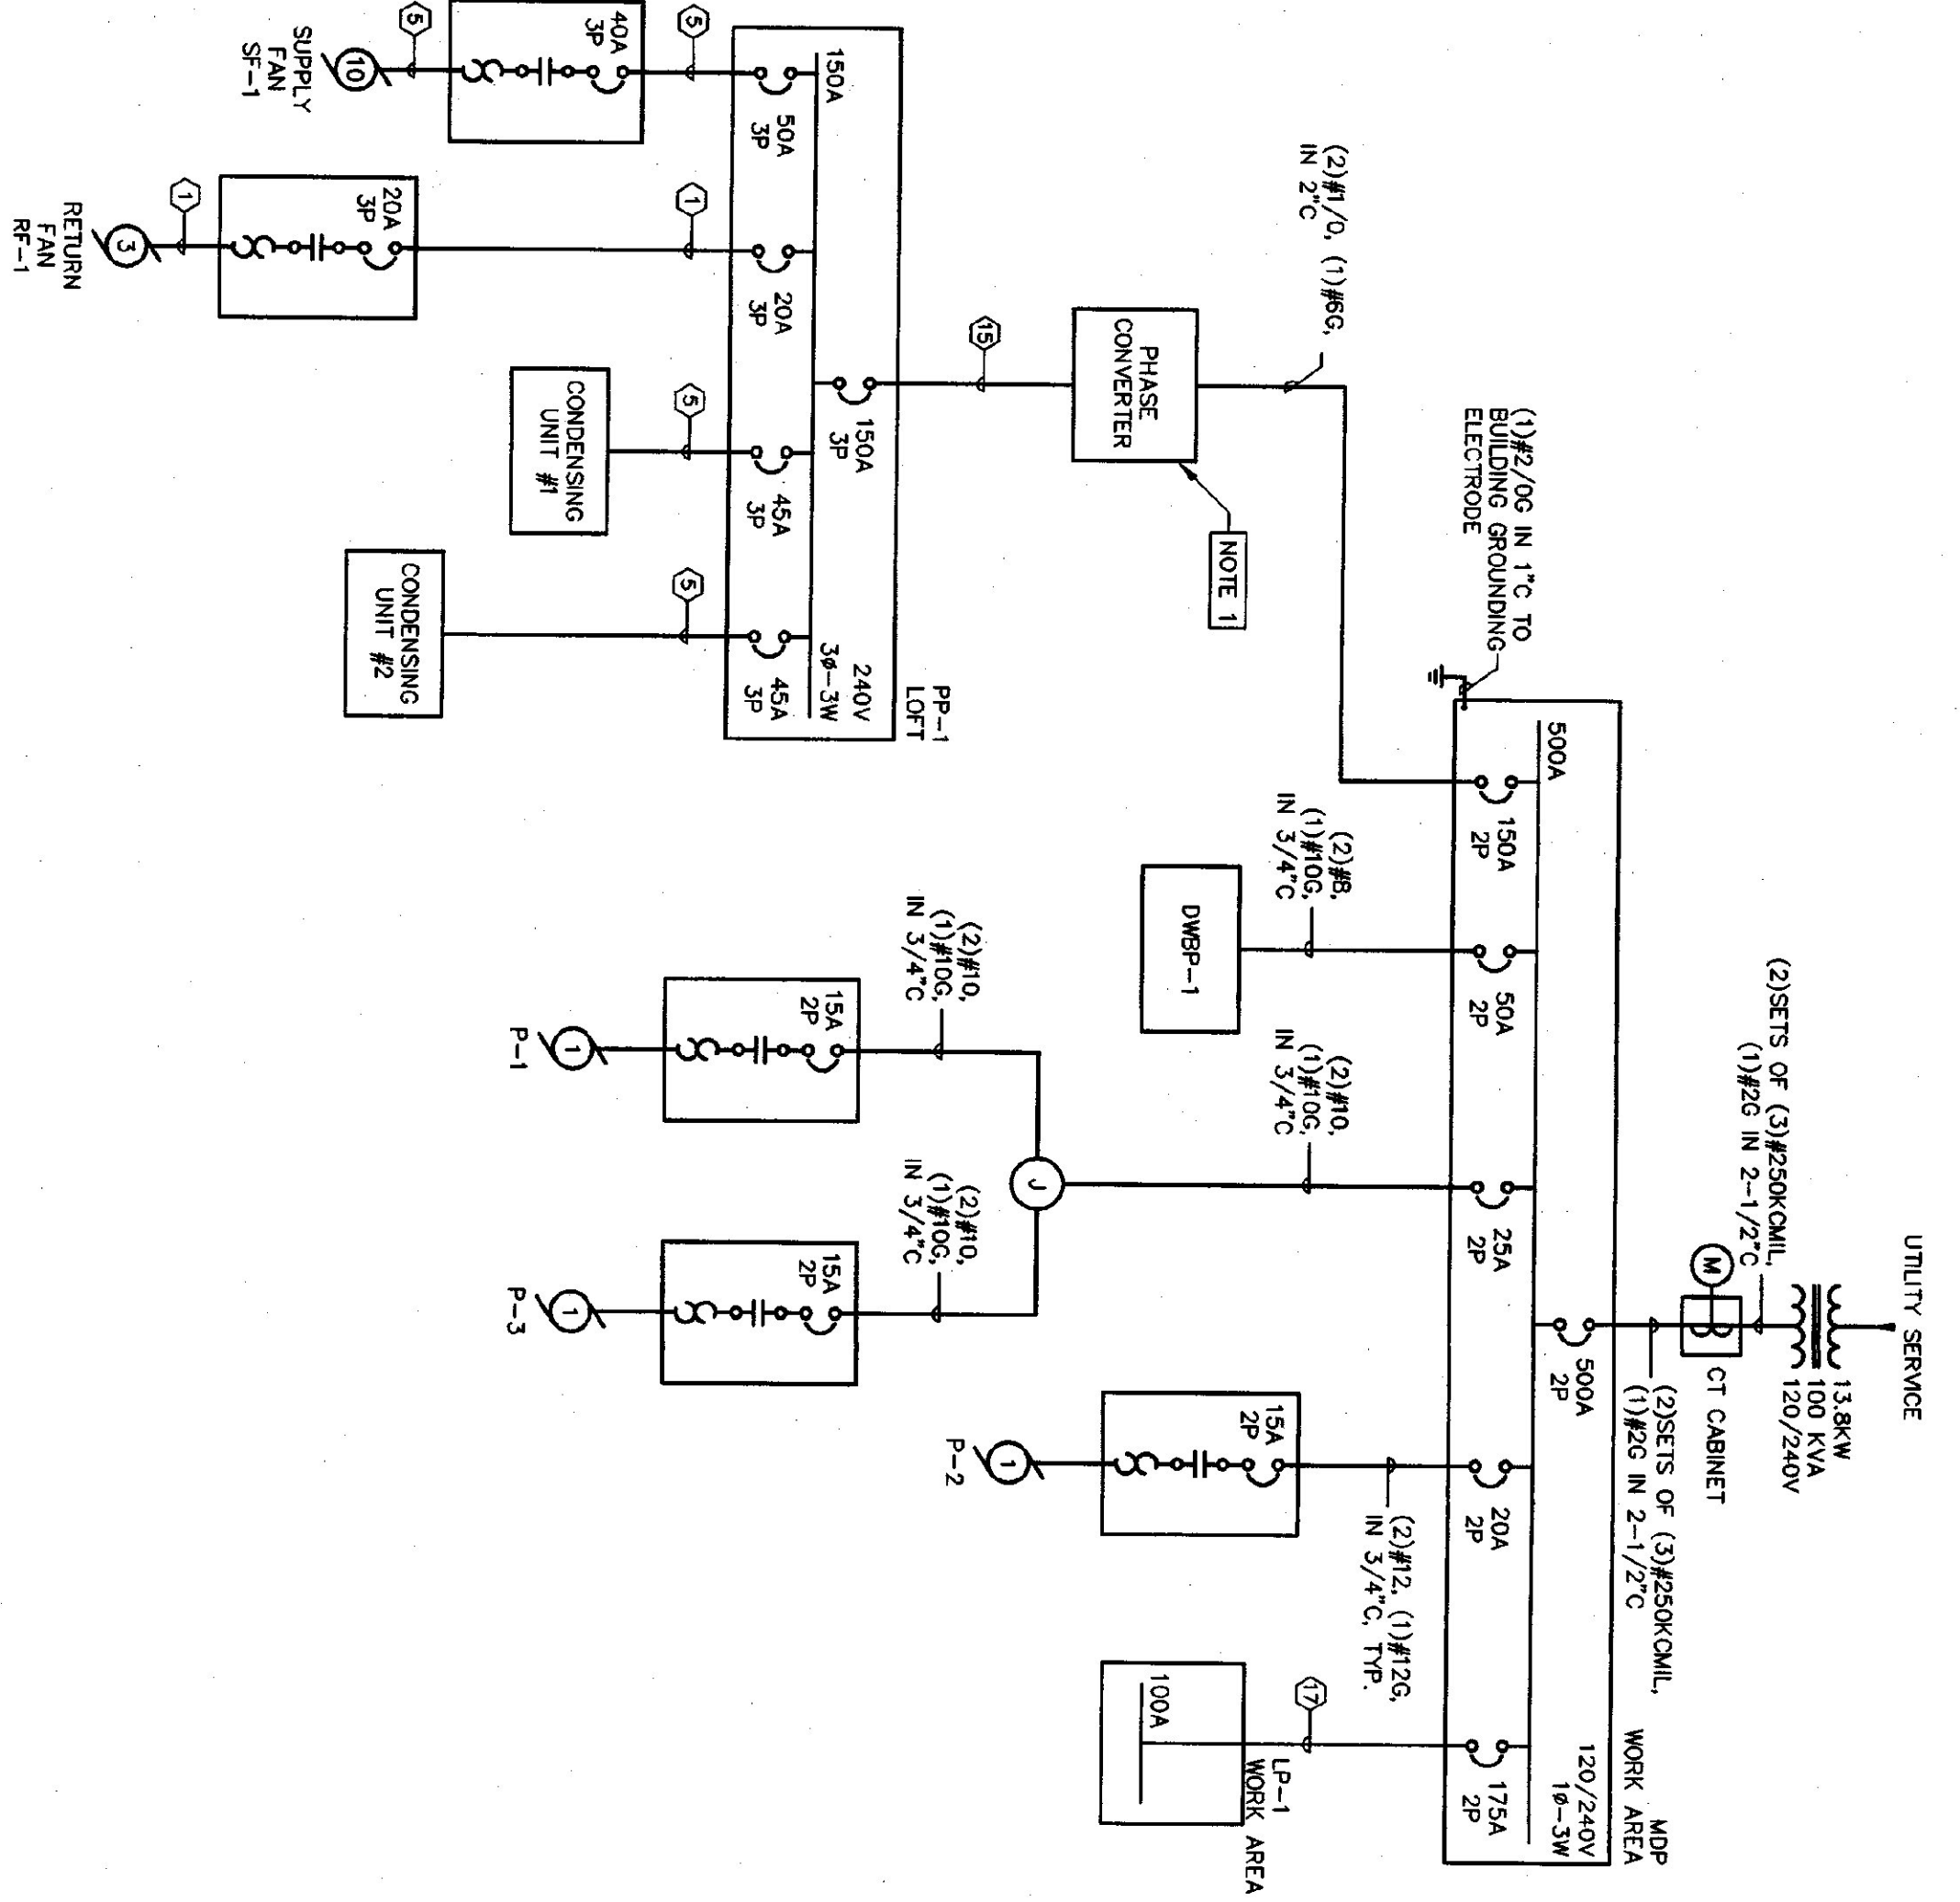 UTILITY SERVICE
13.8KW
100 KVA
120/240V
(2)SETS OF (3)#250KCMIL,
(1)#2G IN 2-1/2"C
M
CT CABINET
(2)SETS OF (3)#250KCMIL,
(1)#2G IN 2-1/2"C
MDP
WORK AREA
120/240V
1ø-3W
500A
2P
500A
(1)#2/0G IN 1"C TO
BUILDING GROUNDING
ELECTRODE
150A
2P
50A
2P
25A
2P
20A
2P
175A
2P
(2)#1/0, (1)#6G,
IN 2"C
(2)#8,
(1)#10G,
IN 3/4"C
(2)#10,
(1)#10G,
IN 3/4"C
(2)#12, (1)#12G,
IN 3/4"C, TYP.
17
LP-1
WORK AREA
100A
PHASE
CONVERTER
NOTE 1
DWBP-1
J
15A
2P
1
P-2
15
(2)#10,
(1)#10G,
IN 3/4"C
(2)#10,
(1)#10G,
IN 3/4"C
15A
2P
1
P-1
15A
2P
1
P-3
PP-1
LOFT
240V
3ø-3W
150A
3P
150A
50A
3P
20A
3P
45A
3P
45A
3P
5
1
5
5
40A
3P
20A
3P
CONDENSING
UNIT #1
CONDENSING
UNIT #2
5
1
10
SUPPLY
FAN
SF-1
3
RETURN
FAN
RF-1